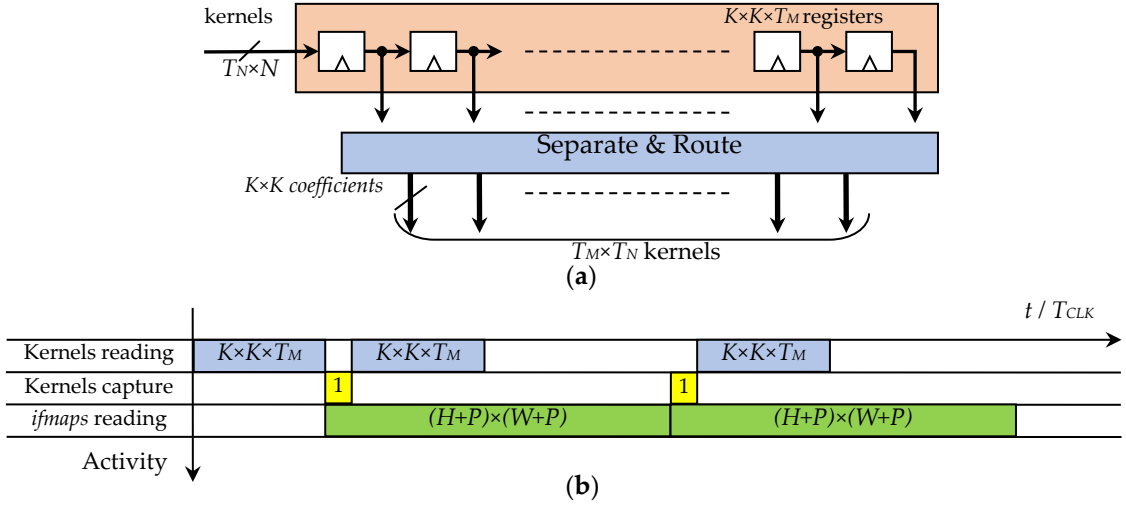 kernels
K×K×TM registers
TN×N
Separate & Route
K×K coefficients
TM×TN kernels
(a)
t / TCLK
Kernels reading
K×K×TM
K×K×TM
K×K×TM
Kernels capture
1
1
ifmaps reading
(H+P)×(W+P)
(H+P)×(W+P)
Activity
(b)